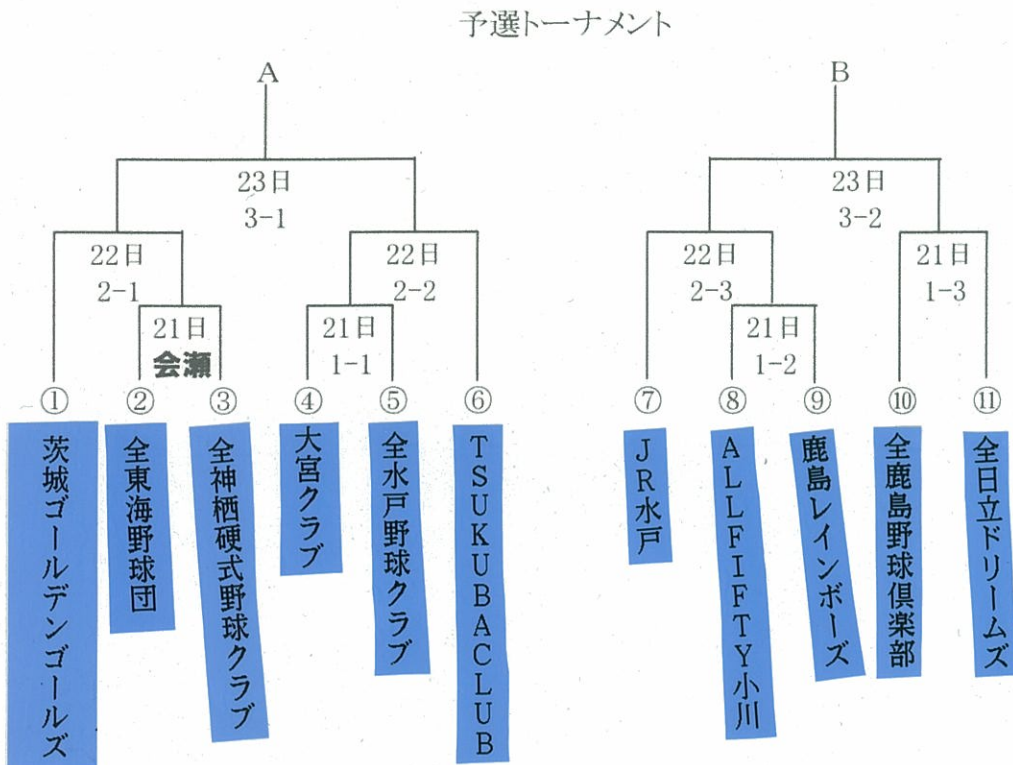 予選トーナメント
A
B
23日
3-1
23日
3-2
22日
2-1
22日
2-2
22日
2-3
21日
1-3
21日
会瀬
21日
1-1
21日
1-2
① ② ③ ④ ⑤ ⑥ ⑦ ⑧ ⑨ ⑩ ⑪
茨城ゴールデンゴールズ
全東海野球団
全神栖硬式野球クラブ
大宮クラブ
全水戸野球クラブ
TSUKUBACLUB
JR水戸
ALLFIFTY小川
鹿島レインボーズ
全鹿島野球倶楽部
全日立ドリームズ